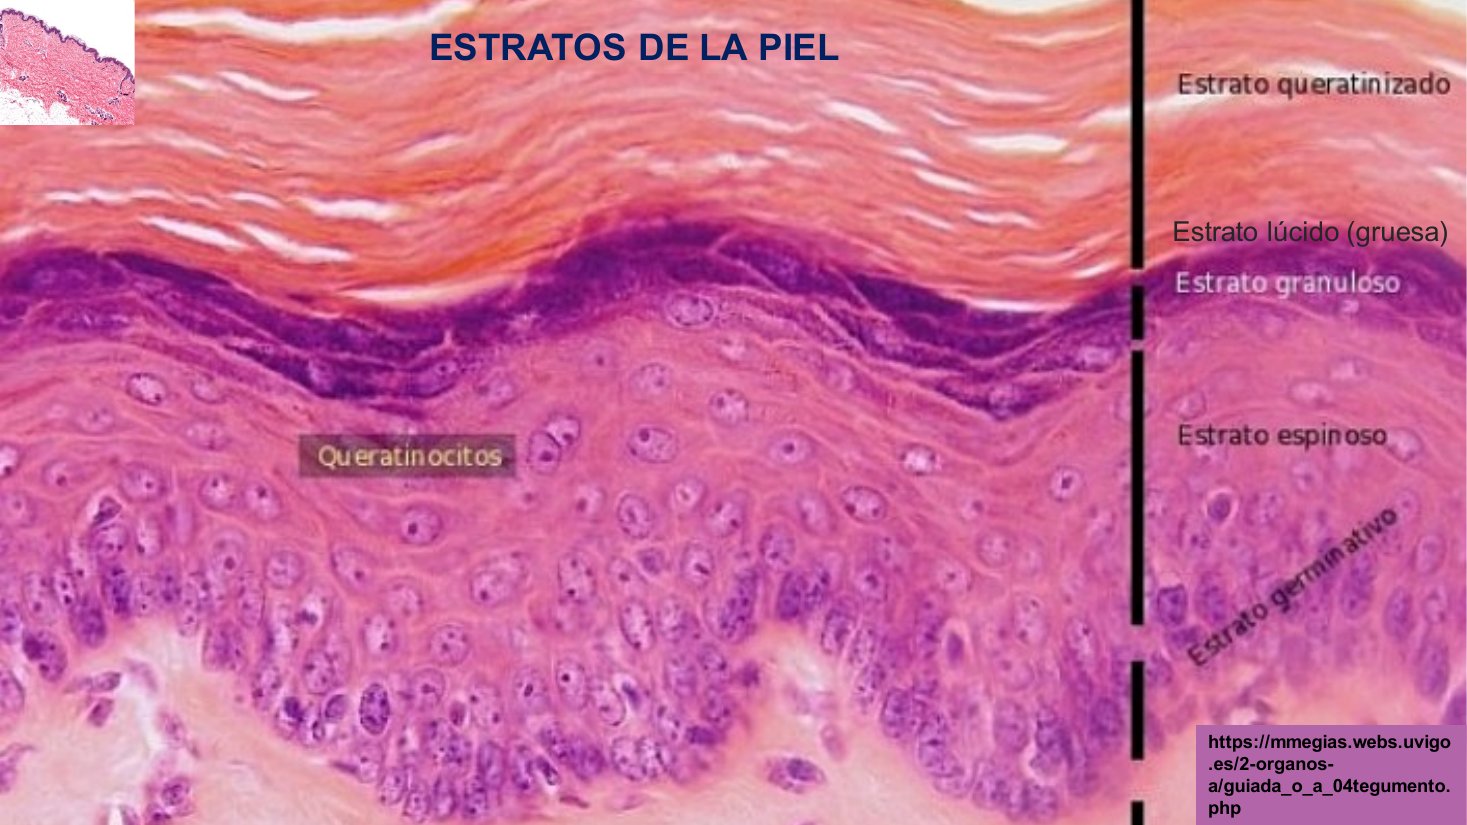 ESTRATOS DE LA PIEL
Estrato queratinizado
Estrato lúcido (gruesa)
Estrato granuloso
Queratinocitos
Estrato espinoso
Estrato germinativo
https://mmegias.webs.uvigo
.es/2-organos-
a/guiada_o_a_04tegumento.
php